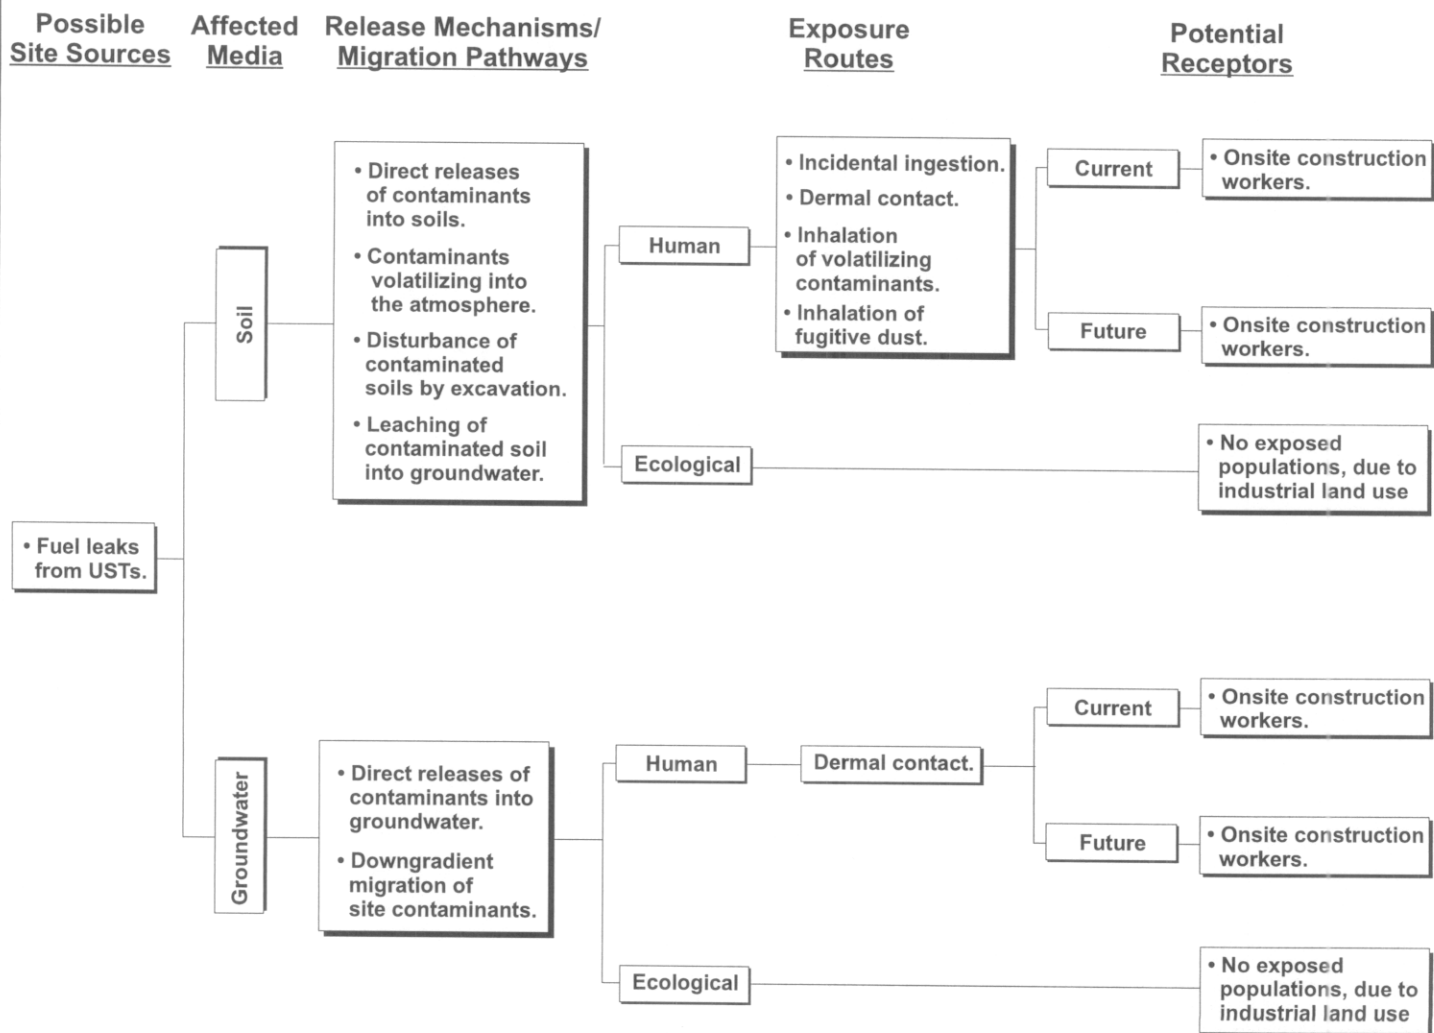 Possible
Site Sources
Affected
Media
Release Mechanisms/
Migration Pathways
Exposure
Routes
Potential
Receptors
• Fuel leaks
from USTs.
Soil
• Direct releases
of contaminants
into soils.
• Contaminants
volatilizing into
the atmosphere.
• Disturbance of
contaminated
soils by excavation.
• Leaching of
contaminated soil
into groundwater.
Human
• Incidental ingestion.
• Dermal contact.
• Inhalation
of volatilizing
contaminants.
• Inhalation of
fugitive dust.
Current
• Onsite construction
workers.
Future
• Onsite construction
workers.
Ecological
• No exposed
populations, due to
industrial land use
Groundwater
• Direct releases of
contaminants into
groundwater.
• Downgradient
migration of
site contaminants.
Human
Dermal contact.
Current
• Onsite construction
workers.
Future
• Onsite construction
workers.
Ecological
• No exposed
populations, due to
industrial land use